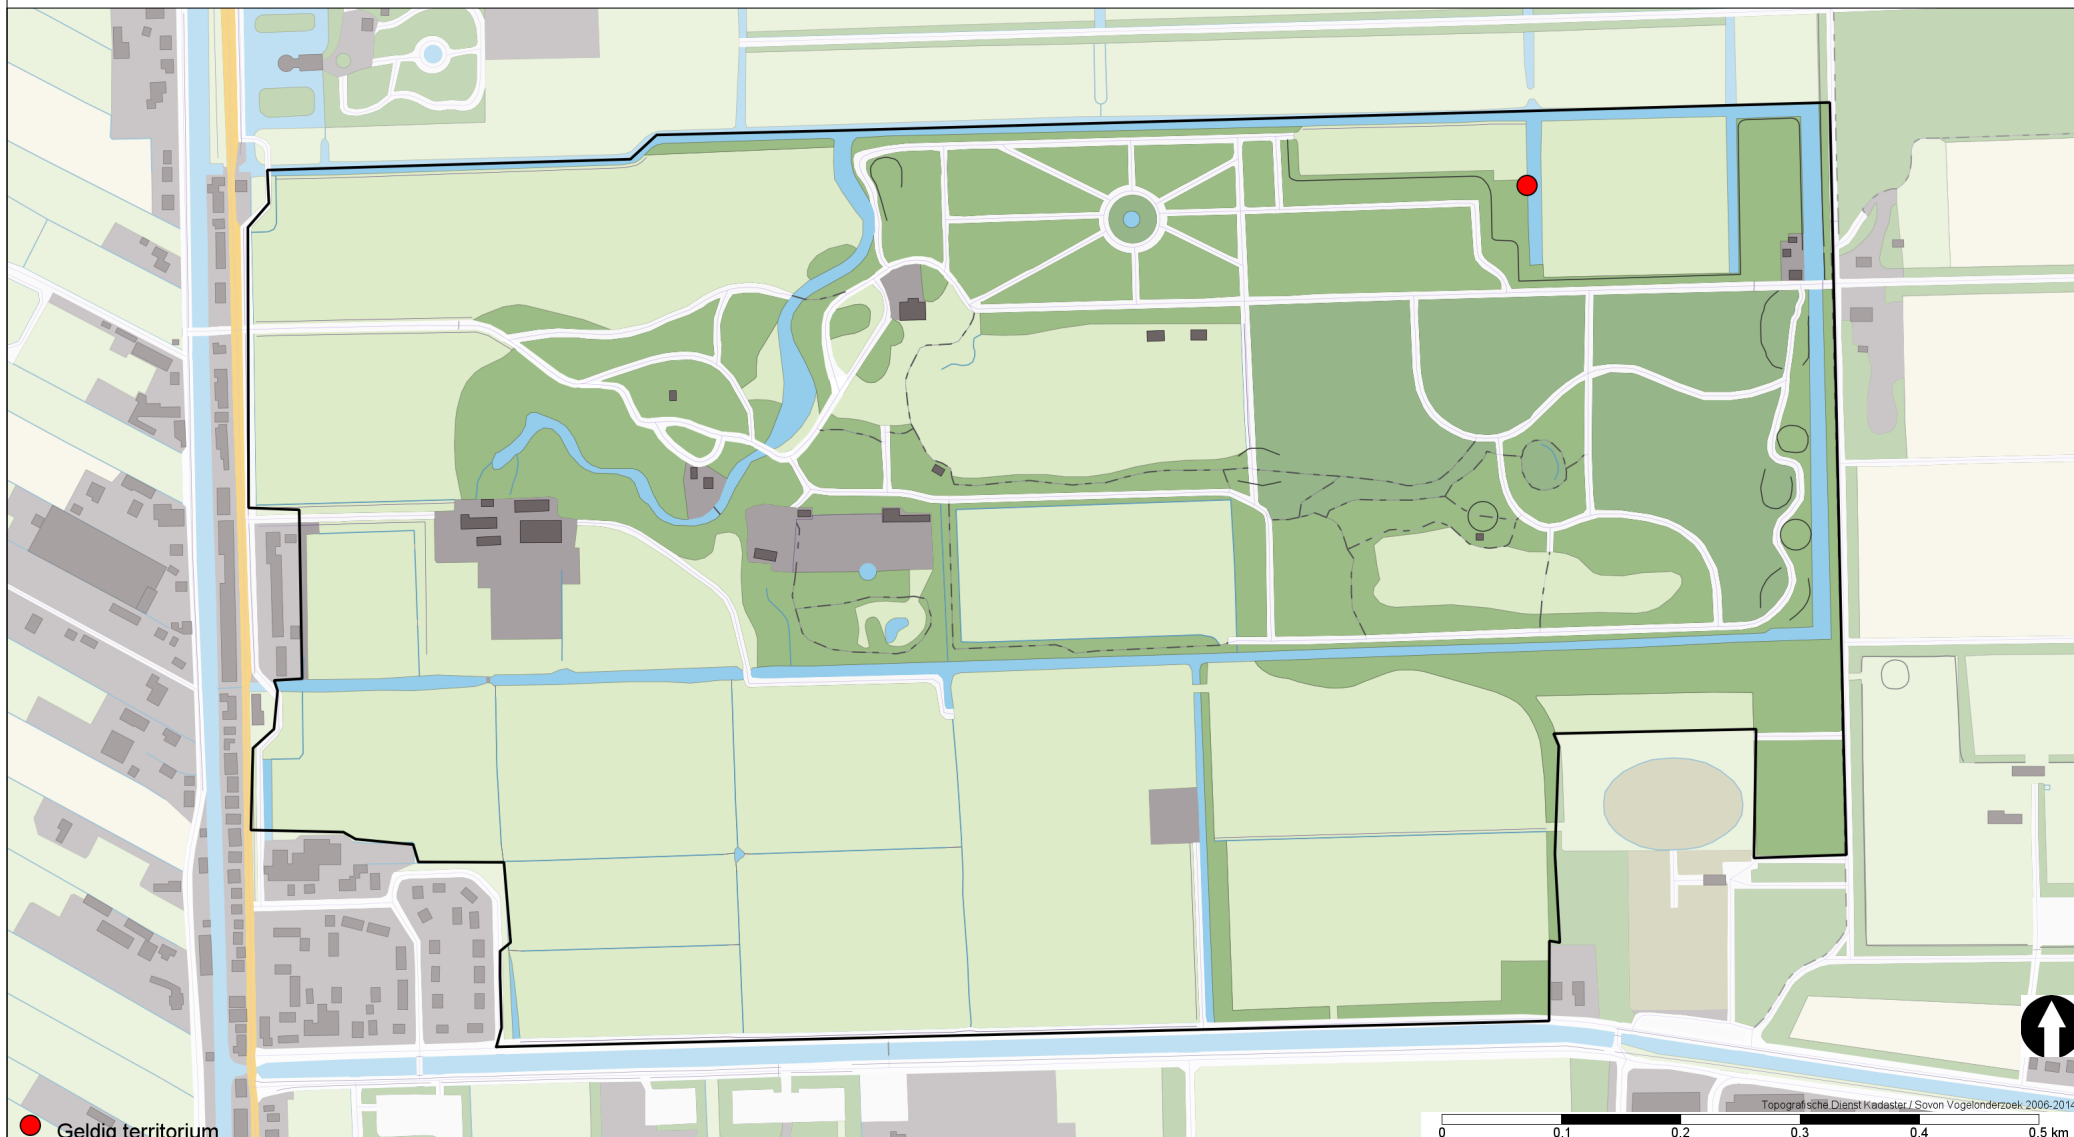 Topografische Dienst Kadaster / Sovon Vogelonderzoek 2006-2014
Geldig territorium
0 0.1 0.2 0.3 0.4 0.5 km